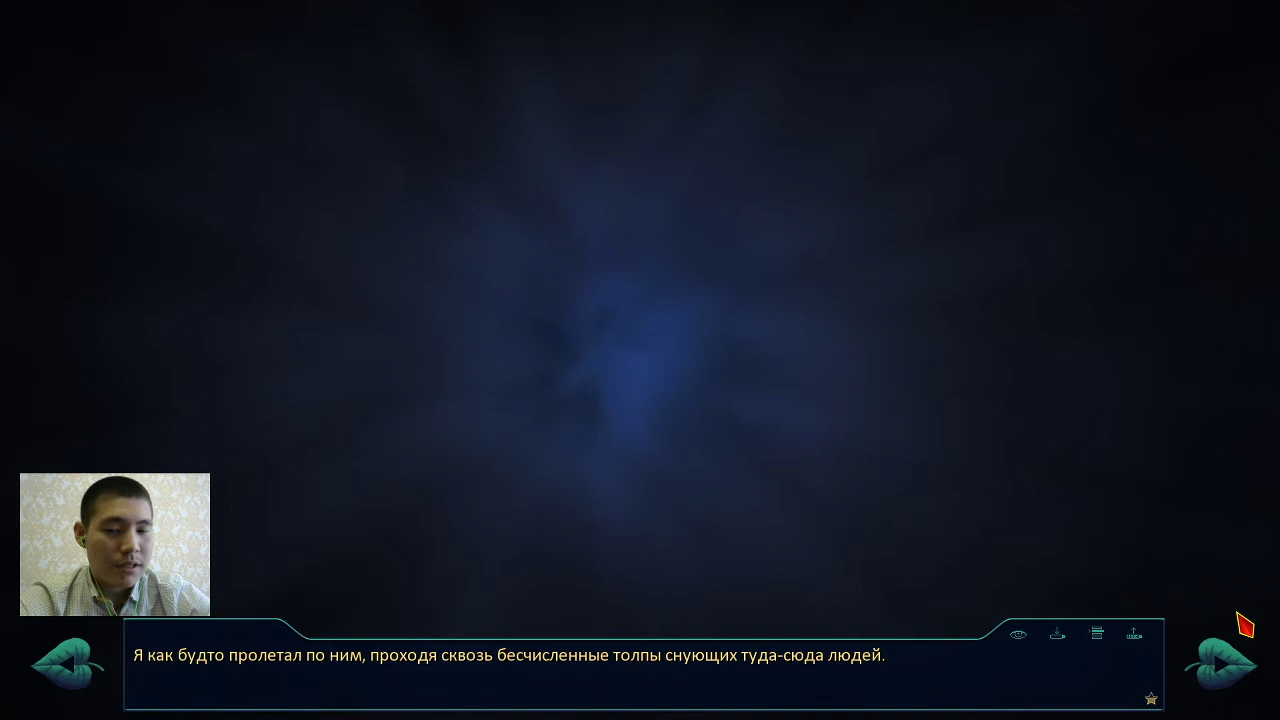 Я как будто пролетал по ним, проходя сквозь бесчисленные толпы снующих туда-сюда людей.